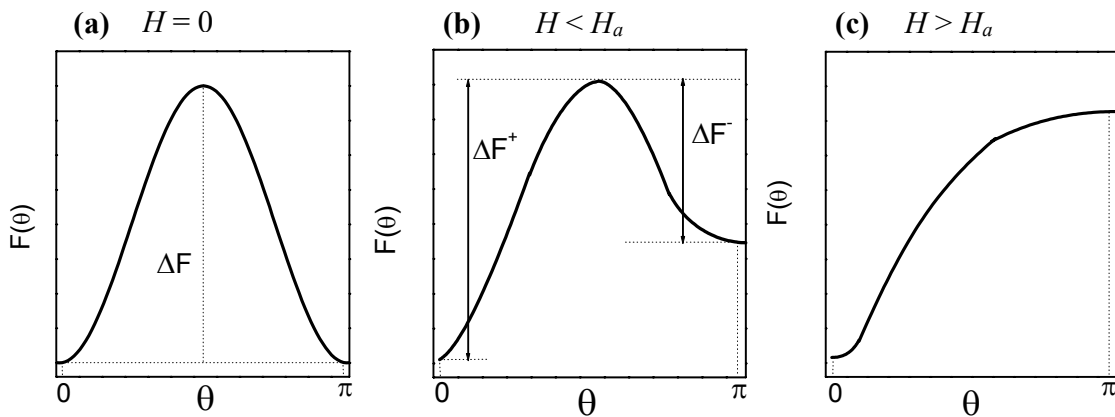 (a) H = 0
F(θ)
ΔF
0 θ π
(b) H < Hₐ
F(θ)
ΔF⁺
ΔF⁻
0 θ π
(c) H > Hₐ
F(θ)
0 θ π